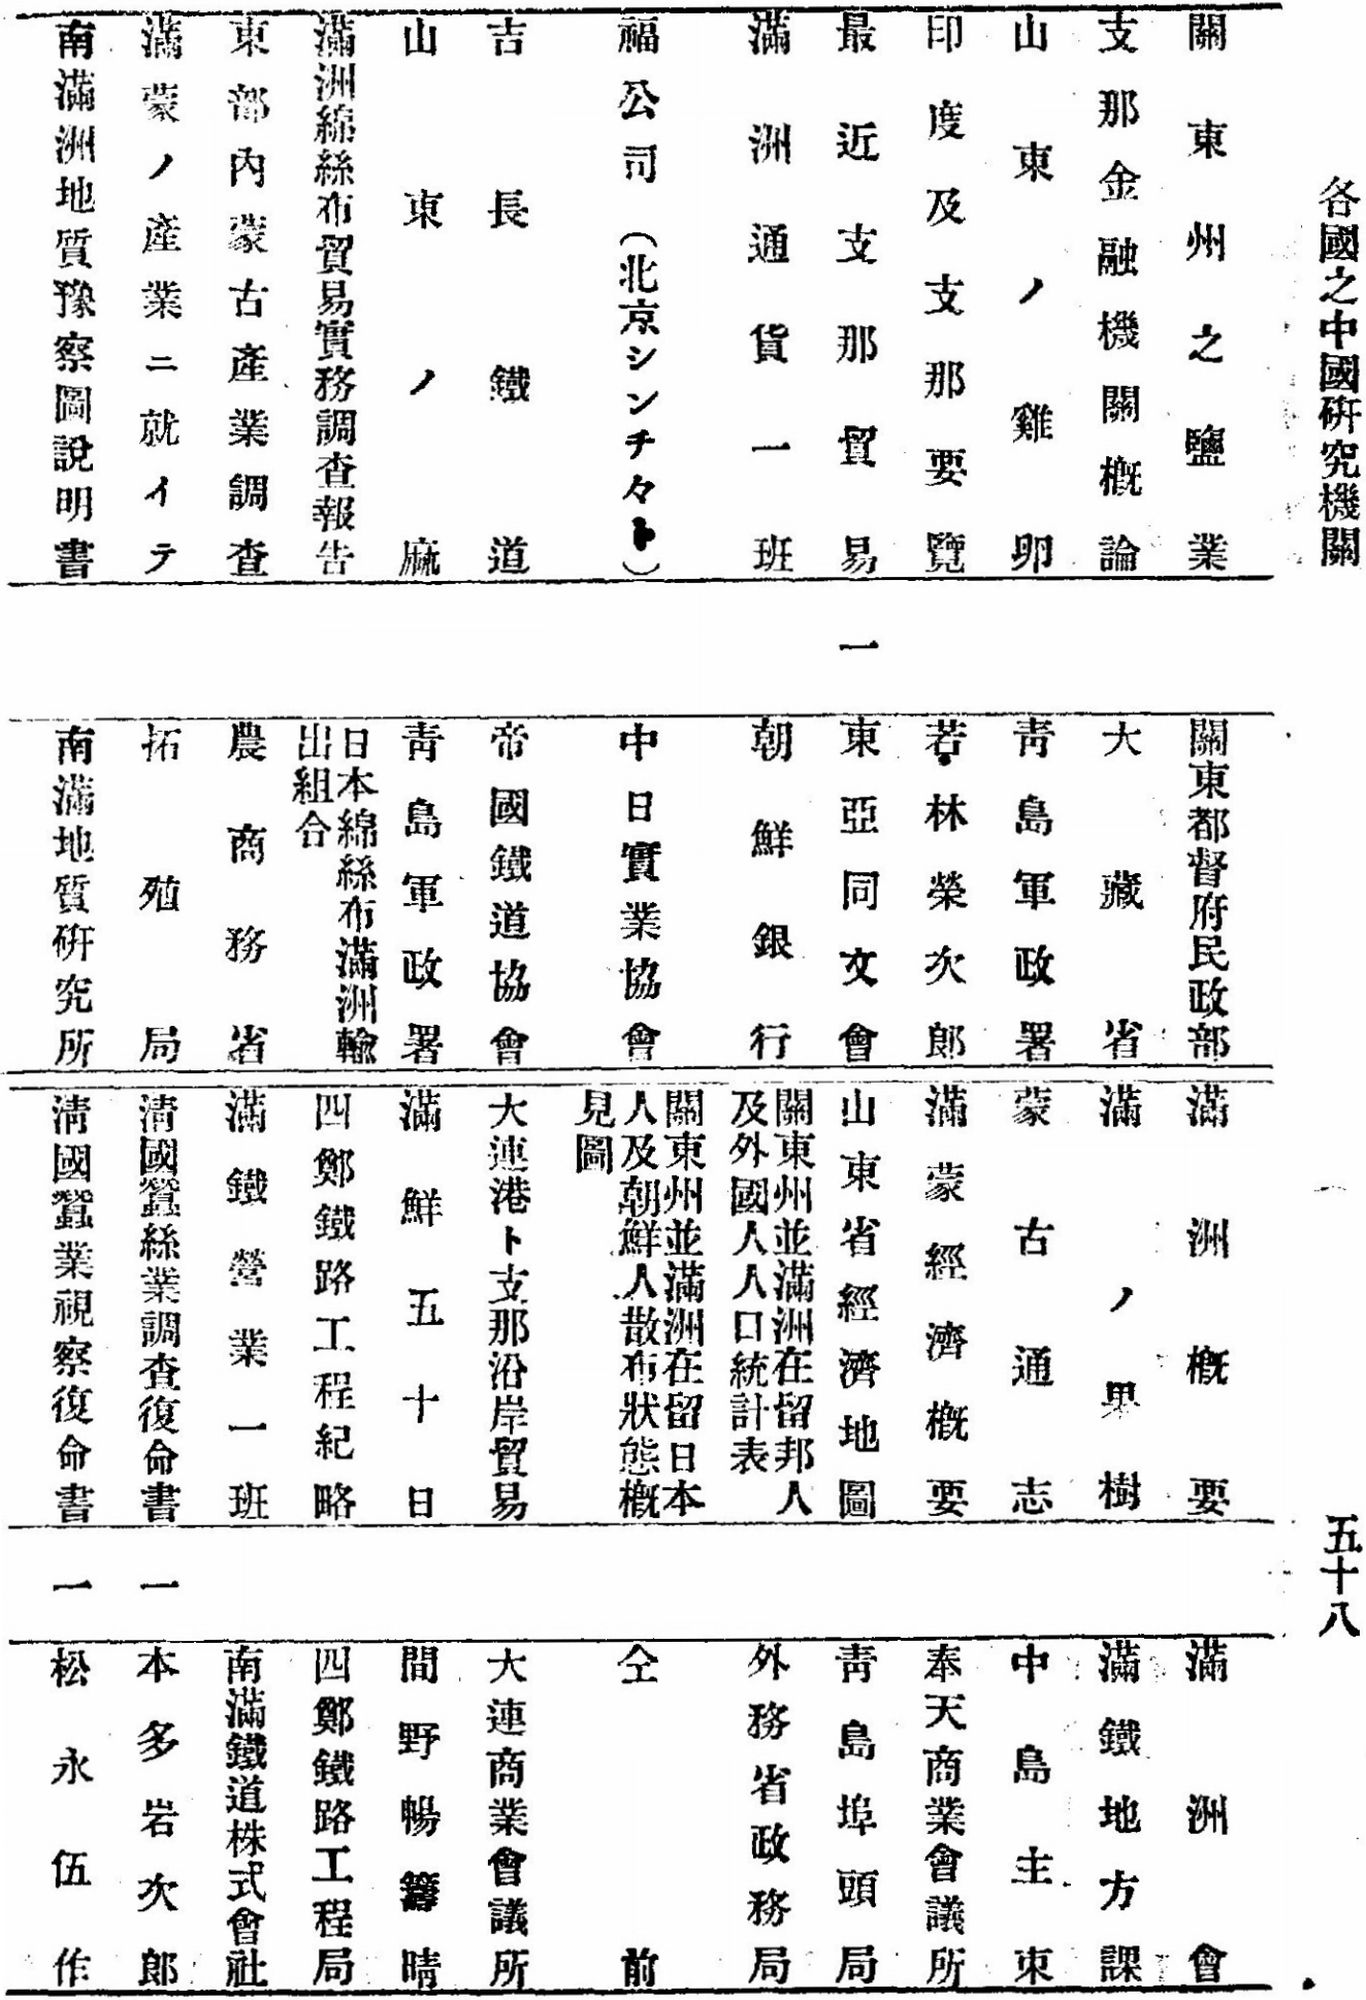 各國之中國硏究機關
五十八
關東州之鹽業
關東都督府民政部
支那金融機關槪論
大藏省
山東ノ雞卵
靑島軍政署
印度及支那要覽
若林榮次郎
最近支那貿易
一
東亞同文會
滿洲通貨一班
朝鮮銀行
福公司(北京シンヂケート)
中日實業協會
吉長鐵道
帝國鐵道協會
山東ノ麻
靑島軍政署
滿洲綿絲布貿易實務調查報告
日本綿絲布滿洲輸
出組合
東部內蒙古產業調查
農商務省
滿蒙ノ產業ニ就イテ
拓殖局
南滿洲地質豫察圖說明書
南滿地質硏究所
滿洲槪要
滿洲會
滿ノ果樹
滿鐵地方課
蒙古通志
中島主東
滿蒙經濟槪要
奉天商業會議所
山東省經濟地圖
靑島埠頭局
關東州並滿洲在留邦人
及外國人人口統計表
外務省政務局
關東州並滿洲在留日本
人及朝鮮人散布狀態槪
見圖
仝前
大連港ト支那沿岸貿易
大連商業會議所
滿鮮五十日
間野暢籌晴
四鄭鐵路工程紀略
四鄭鐵路工程局
滿鐵營業一班
南滿鐵道株式會社
淸國蠶絲業調查復命書
一
本多岩次郎
淸國蠶業視察復命書
一
松永伍作